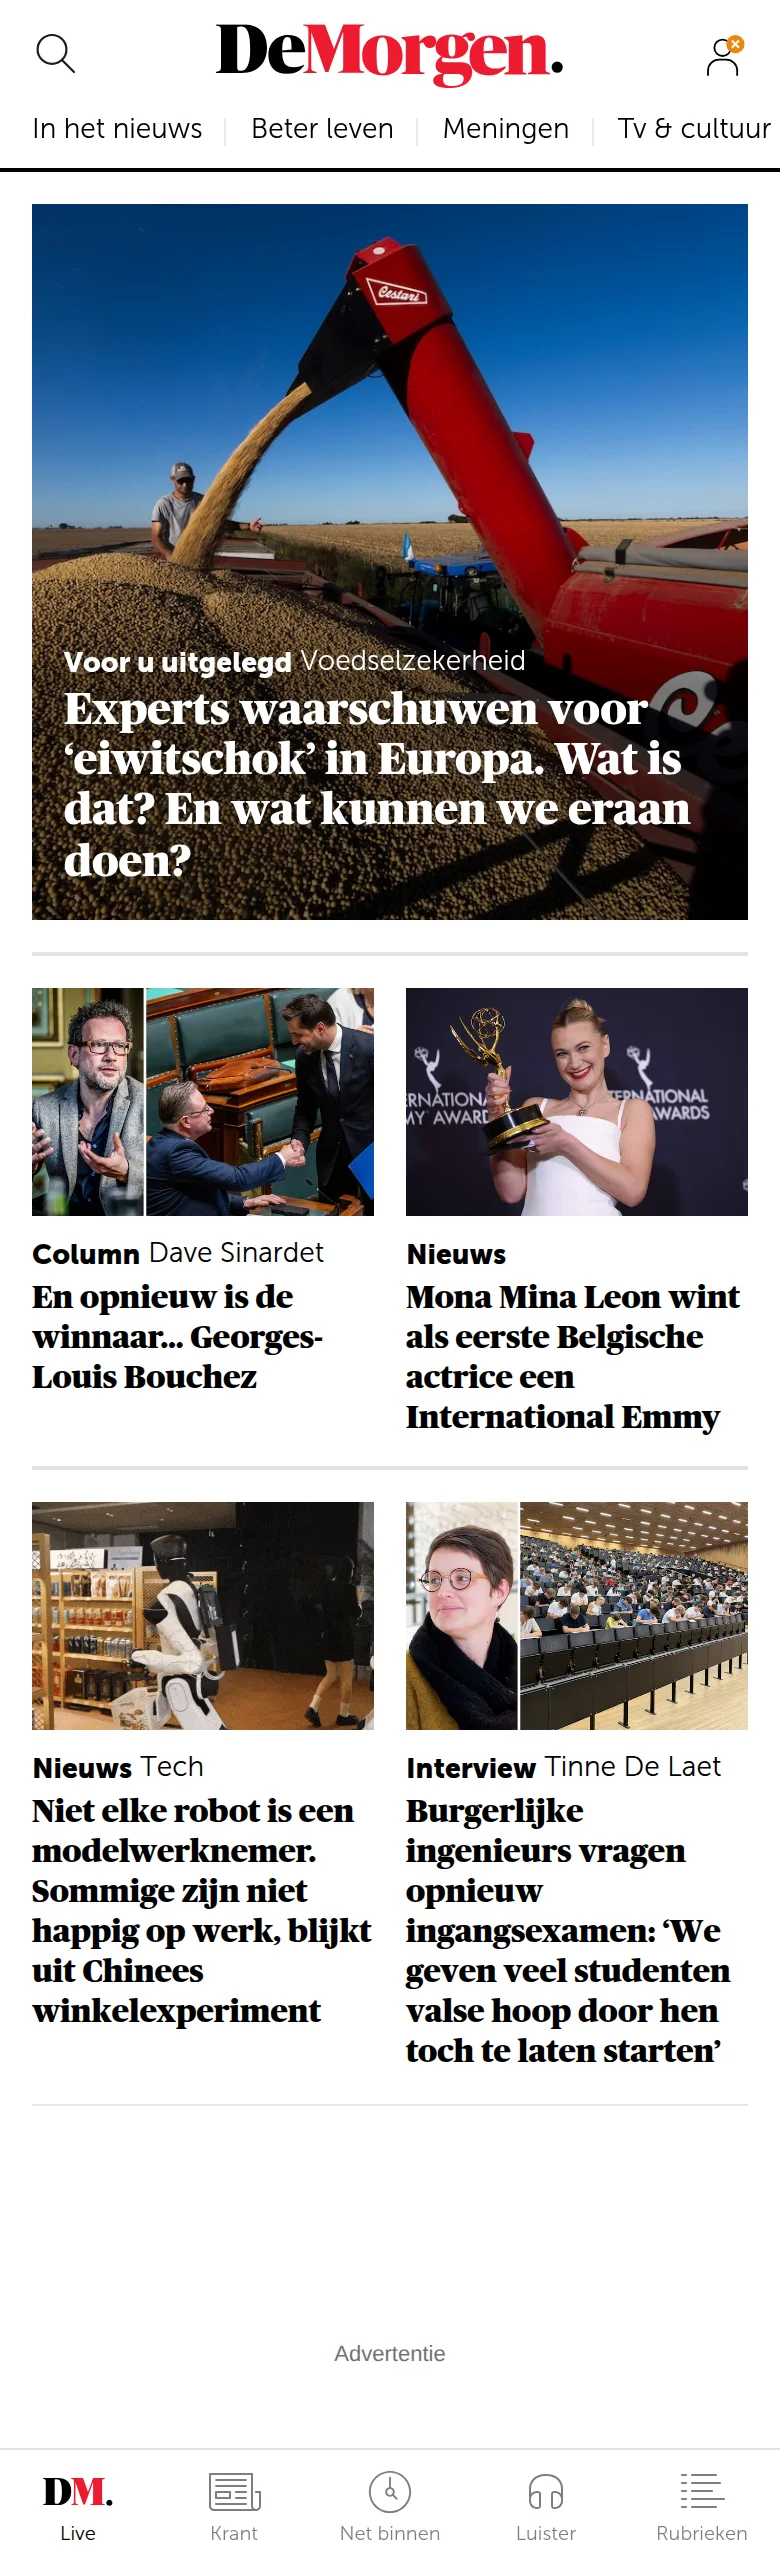 DeMorgen.
In het nieuws
Beter leven
Meningen
Tv & cultuur
Cestari
Voor u uitgelegd Voedselzekerheid
Experts waarschuwen voor
‘eiwitschok’ in Europa. Wat is
dat? En wat kunnen we eraan
doen?
Column Dave Sinardet
En opnieuw is de
winnaar... Georges-
Louis Bouchez
Nieuws
Mona Mina Leon wint
als eerste Belgische
actrice een
International Emmy
Nieuws Tech
Niet elke robot is een
modelwerknemer.
Sommige zijn niet
happig op werk, blijkt
uit Chinees
winkelexperiment
Interview Tinne De Laet
Burgerlijke
ingenieurs vragen
opnieuw
ingangsexamen: ‘We
geven veel studenten
valse hoop door hen
toch te laten starten’
Advertentie
DM.
Live
Krant
Net binnen
Luister
Rubrieken